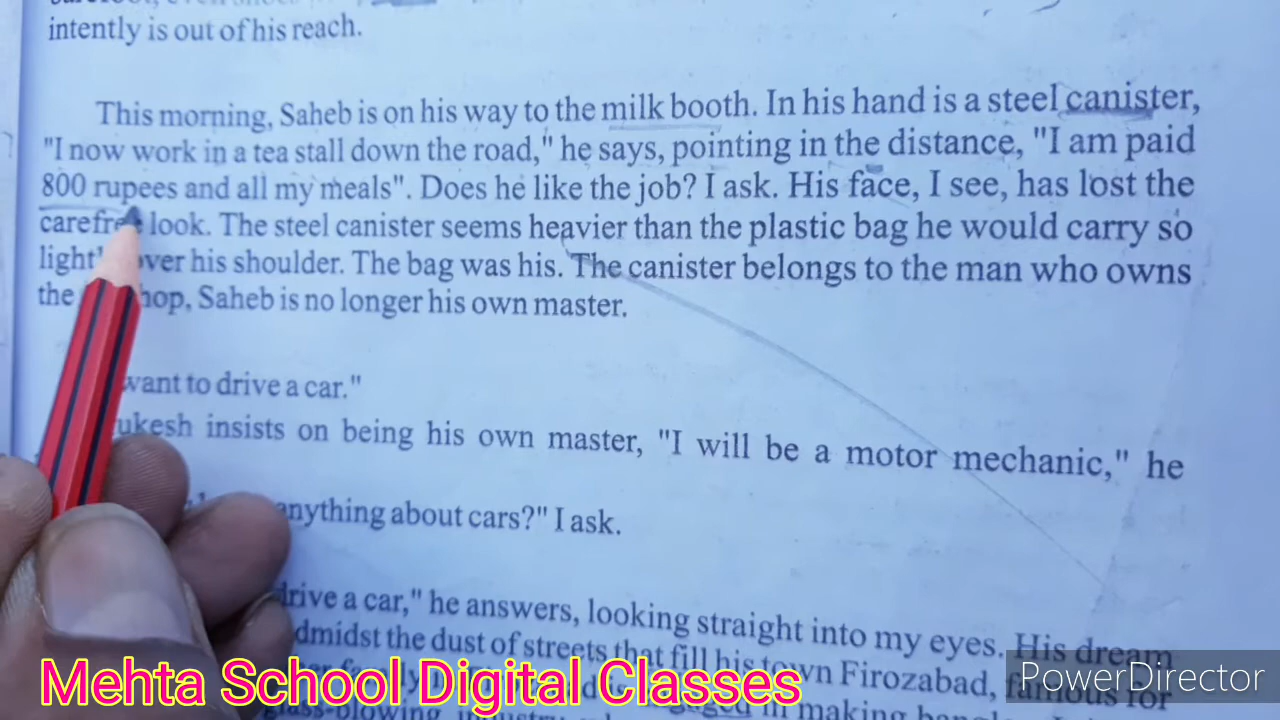 intently is out of his reach.
This morning, Saheb is on his way to the milk booth. In his hand is a steel canister,
"I now work in a tea stall down the road," he says, pointing in the distance, "I am paid
800 rupees and all my meals". Does he like the job? I ask. His face, I see, has lost the
carefree look. The steel canister seems heavier than the plastic bag he would carry so
over his shoulder. The bag was his. The canister belongs to the man who owns
the Saheb is no longer his own master.
want to drive a car."
insists on being his own master, "I will be a motor mechanic," he
anything about cars?" I ask.
drive a car," he answers, looking straight into my eyes. His dream
the dust of streets that fill his town Firozabad, famous for
in making
Mehta School Digital Classes
PowerDirector